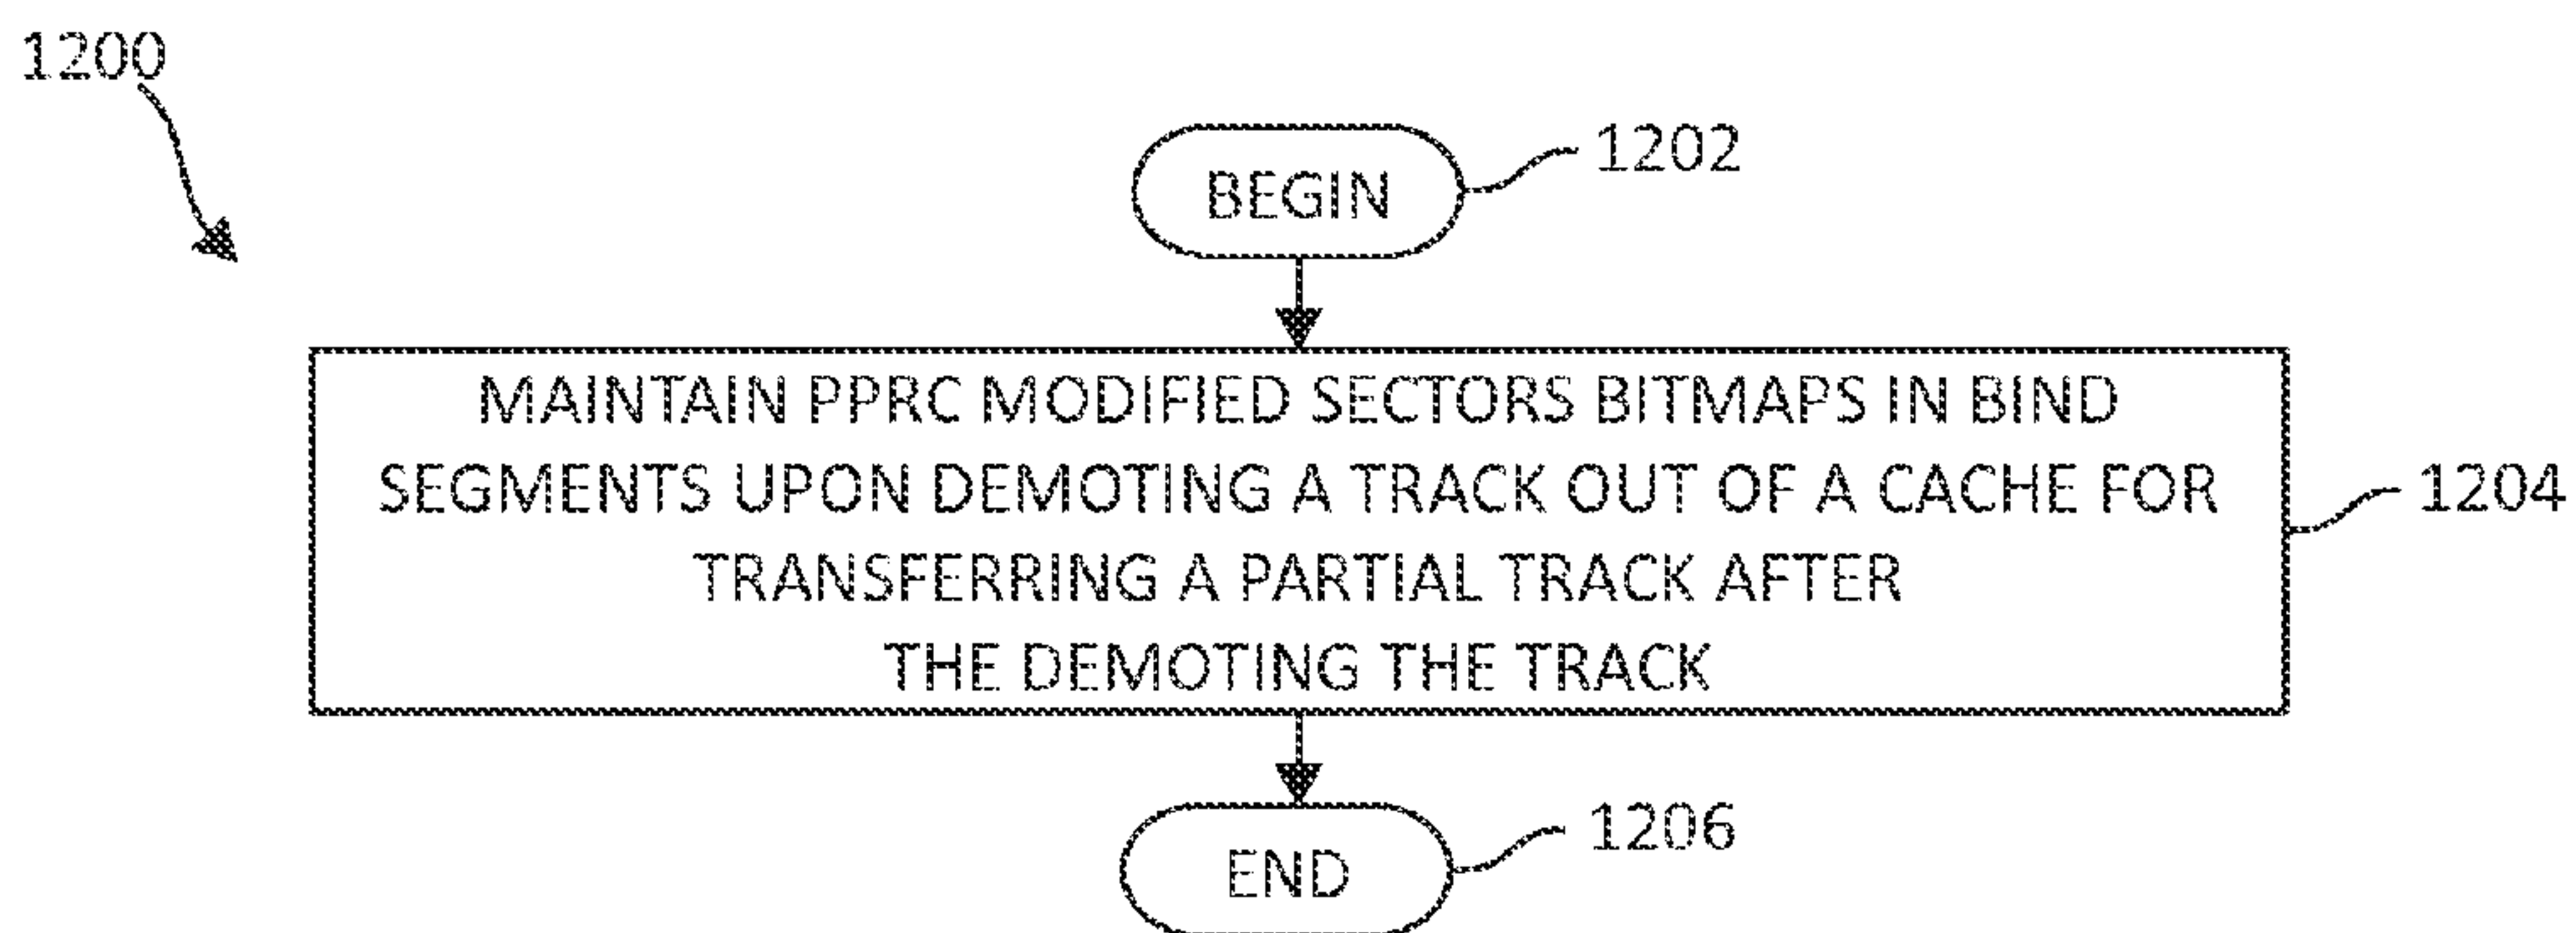 1200
BEGIN
1202
MAINTAIN PPRC MODIFIED SECTORS BITMAPS IN BIND
SEGMENTS UPON DEMOTING A TRACK OUT OF A CACHE FOR
TRANSFERRING A PARTIAL TRACK AFTER
THE DEMOTING THE TRACK
1204
END
1206